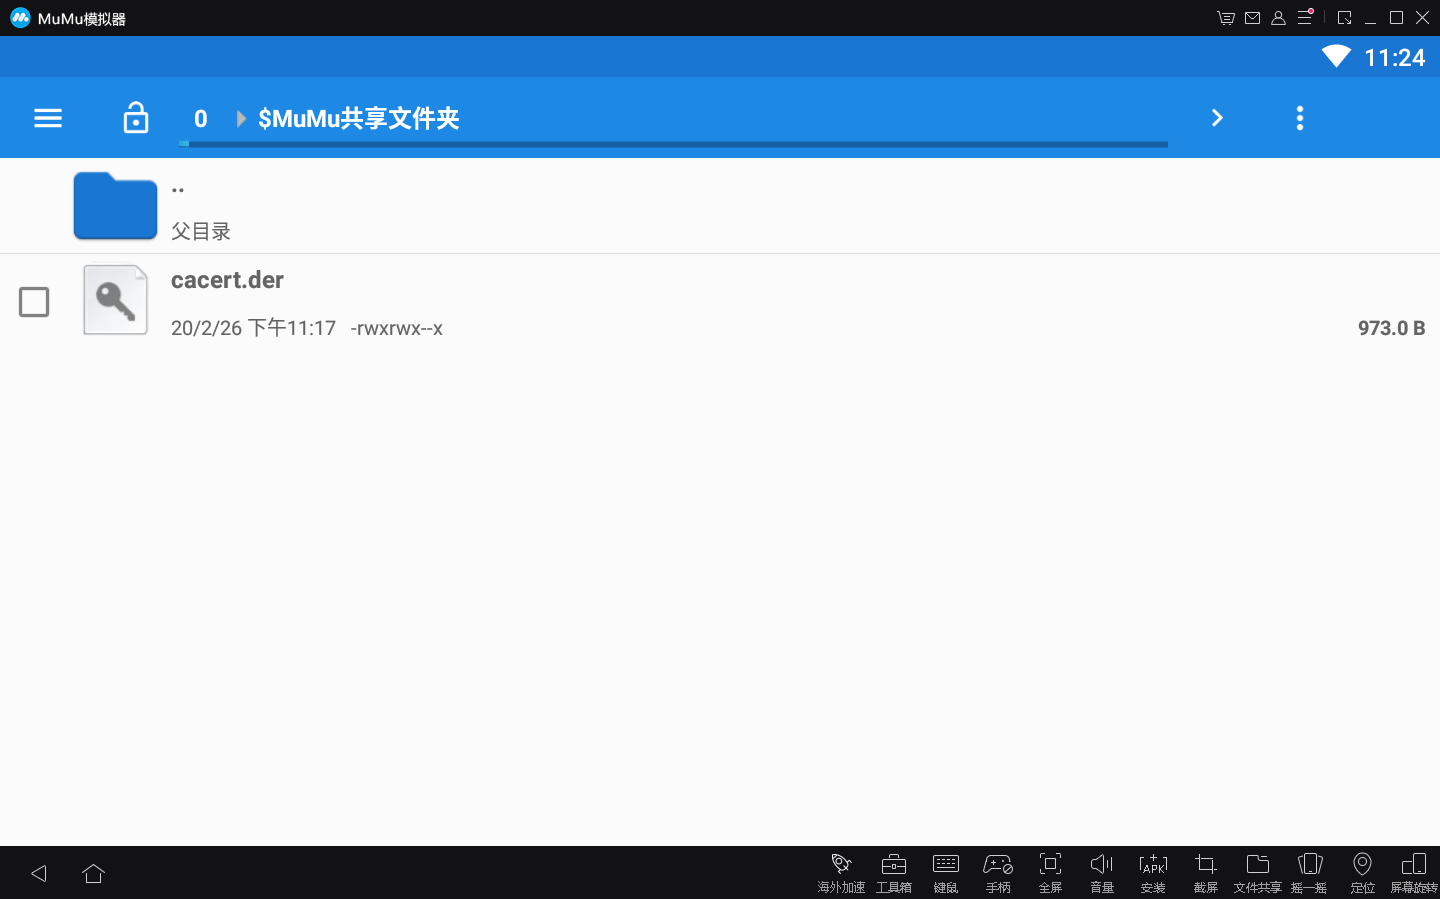 MuMu模拟器
11:24
0 $MuMu共享文件夹
..
父目录
cacert.der
20/2/26 下午11:17 -rwxrwx--x 973.0 B
海外加速 工具箱 键鼠 手柄 全屏 音量 安装 截屏 文件共享 摇一摇 定位 屏幕旋转
APK